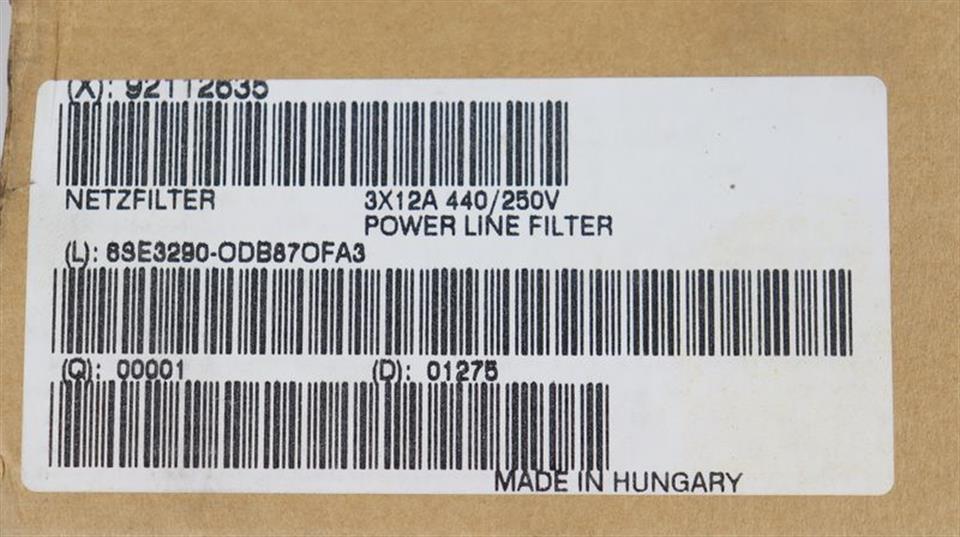 (X): 92112635
NETZFILTER 3X12A 440/250V
POWER LINE FILTER
(L): 6SE3290-0DB87OFA3
(Q): 00001 (D): 01275
MADE IN HUNGARY